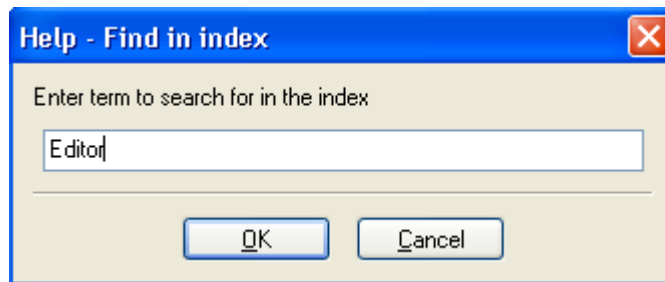 Help - Find in index
Enter term to search for in the index
Editor
OK
Cancel